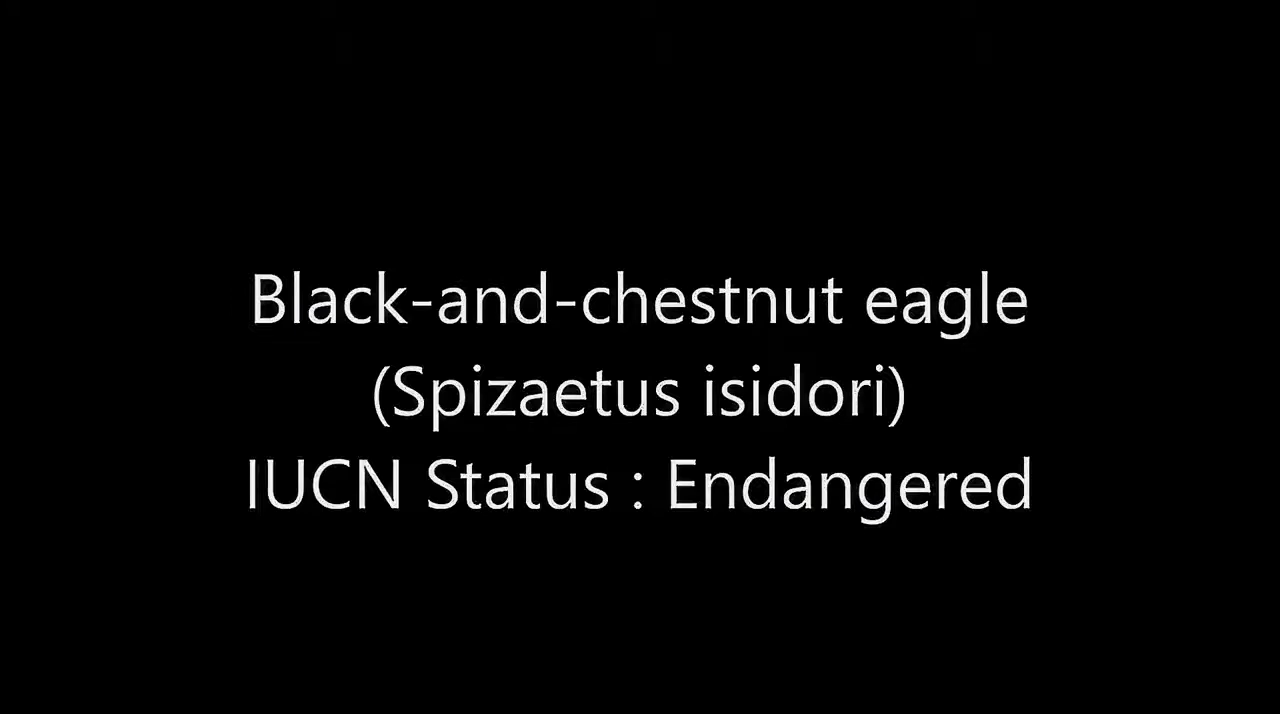 Black-and-chestnut eagle
(Spizaetus isidori)
IUCN Status : Endangered